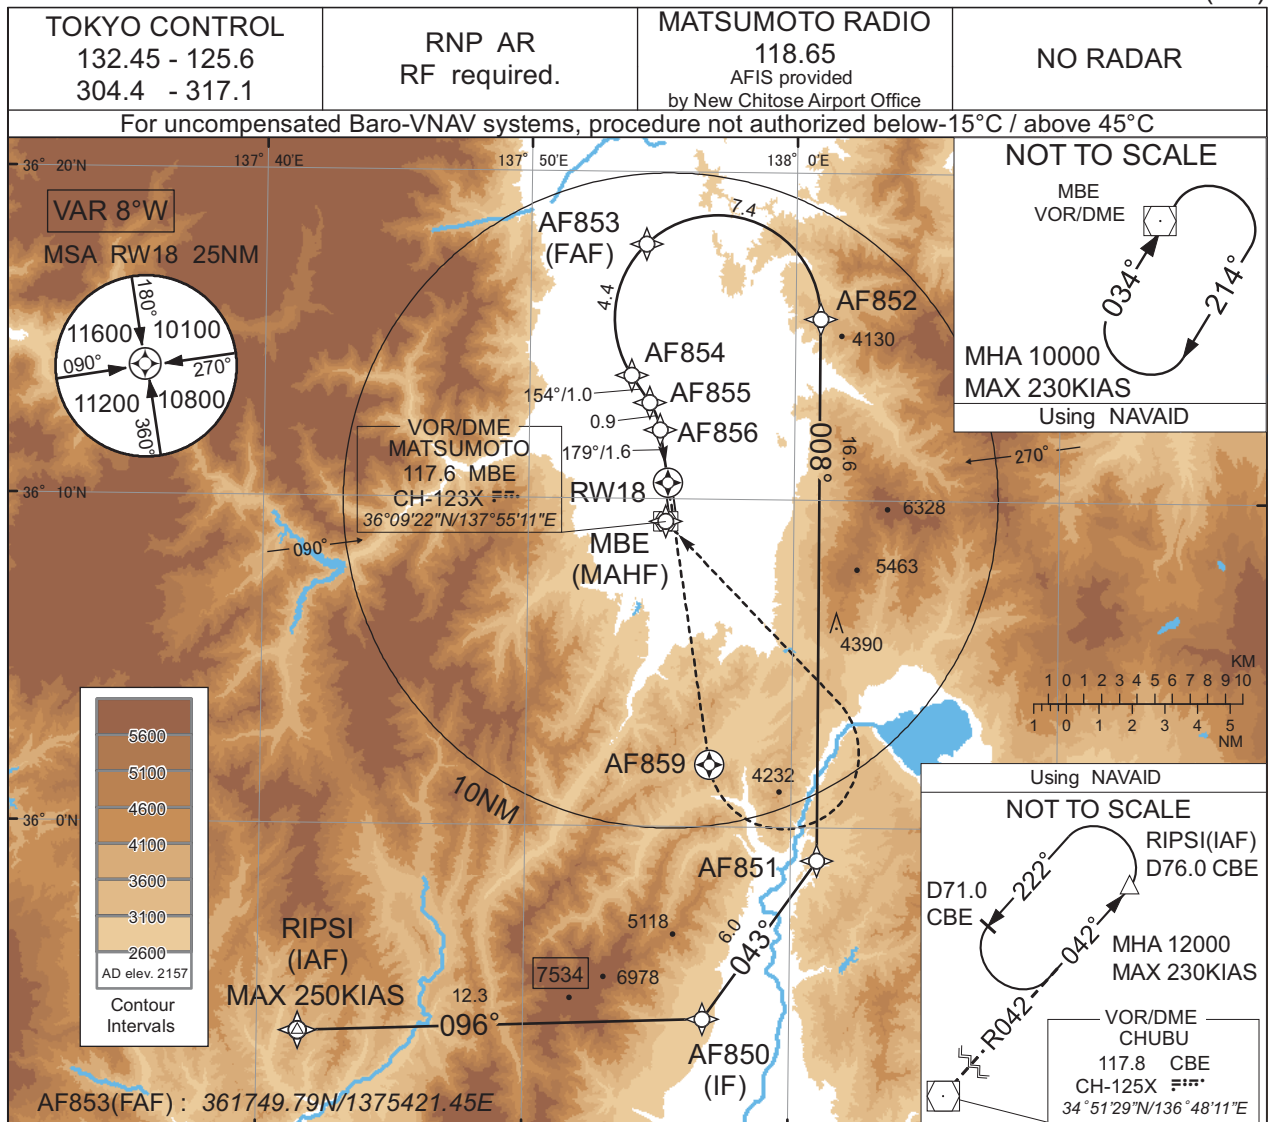 TOKYO CONTROL
132.45 - 125.6
304.4 - 317.1
RNP AR
RF required.
MATSUMOTO RADIO
118.65
AFIS provided
by New Chitose Airport Office
NO RADAR
For uncompensated Baro-VNAV systems, procedure not authorized below-15°C / above 45°C
36° 20'N
137° 40'E
137° 50'E
138° 0'E
VAR 8°W
MSA RW18 25NM
180°
11600
10100
090°
270°
11200
10800
360°
NOT TO SCALE
MBE
VOR/DME
034°
214°
MHA 10000
MAX 230KIAS
Using NAVAID
AF853
(FAF)
7.4
4.4
AF852
4130
AF854
154°/1.0
AF855
0.9
AF856
179°/1.6
008°
16.6
270°
VOR/DME
MATSUMOTO
117.6 MBE
CH-123X
36°09'22"N/137°55'11"E
RW18
36° 10'N
6328
090°
MBE
(MAHF)
5463
4390
KM
1 0 1 2 3 4 5 6 7 8 9 10
1 0 1 2 3 4 5
NM
5600
5100
4600
4100
3600
3100
2600
AD elev. 2157
Contour
Intervals
AF859
4232
10NM
36° 0'N
AF851
Using NAVAID
NOT TO SCALE
RIPSI(IAF)
D76.0 CBE
D71.0
CBE
222°
042°
MHA 12000
MAX 230KIAS
R042
VOR/DME
CHUBU
117.8 CBE
CH-125X
34°51'29"N/136°48'11"E
RIPSI
(IAF)
MAX 250KIAS
5118
6.0
043°
7534
6978
12.3
096°
AF850
(IF)
AF853(FAF) : 361749.79N/1375421.45E